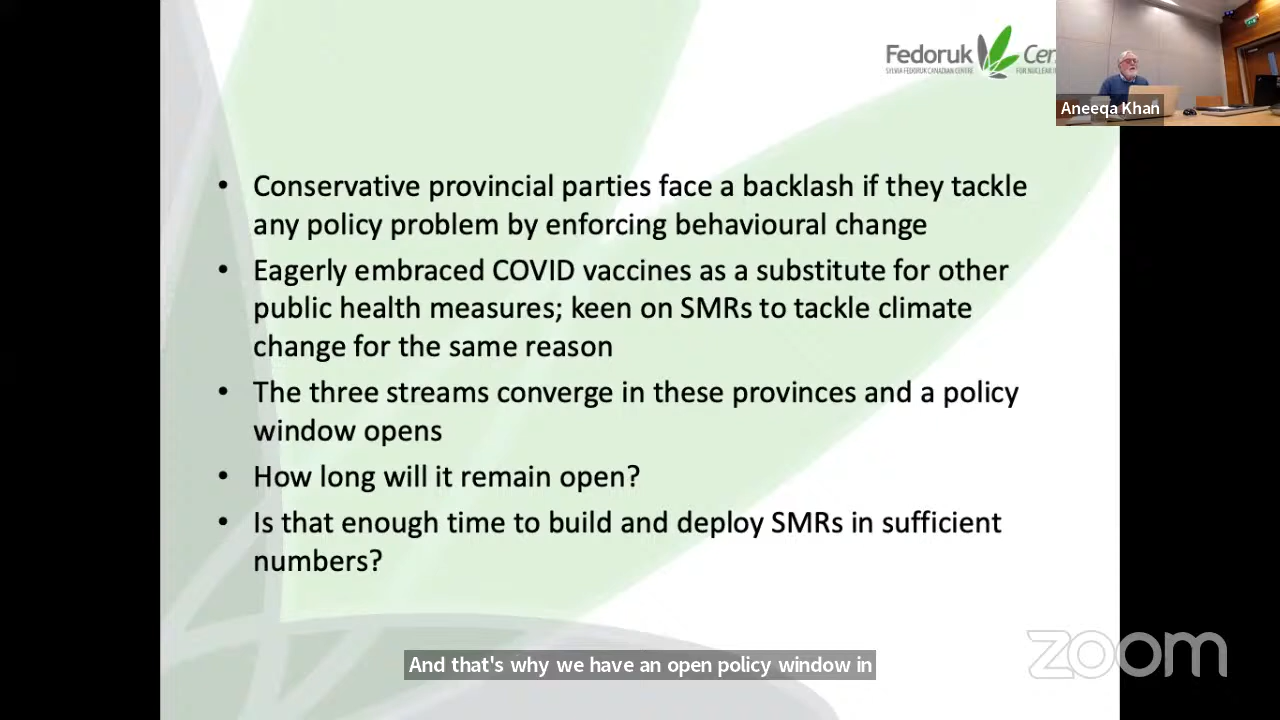 Fedoruk Cen
SYLVIA FEDORUK CANADIAN CENTRE
FOR NUCLEAR
Aneeqa Khan
• Conservative provincial parties face a backlash if they tackle
any policy problem by enforcing behavioural change
• Eagerly embraced COVID vaccines as a substitute for other
public health measures; keen on SMRs to tackle climate
change for the same reason
• The three streams converge in these provinces and a policy
window opens
• How long will it remain open?
• Is that enough time to build and deploy SMRs in sufficient
numbers?
And that's why we have an open policy window in
zoom